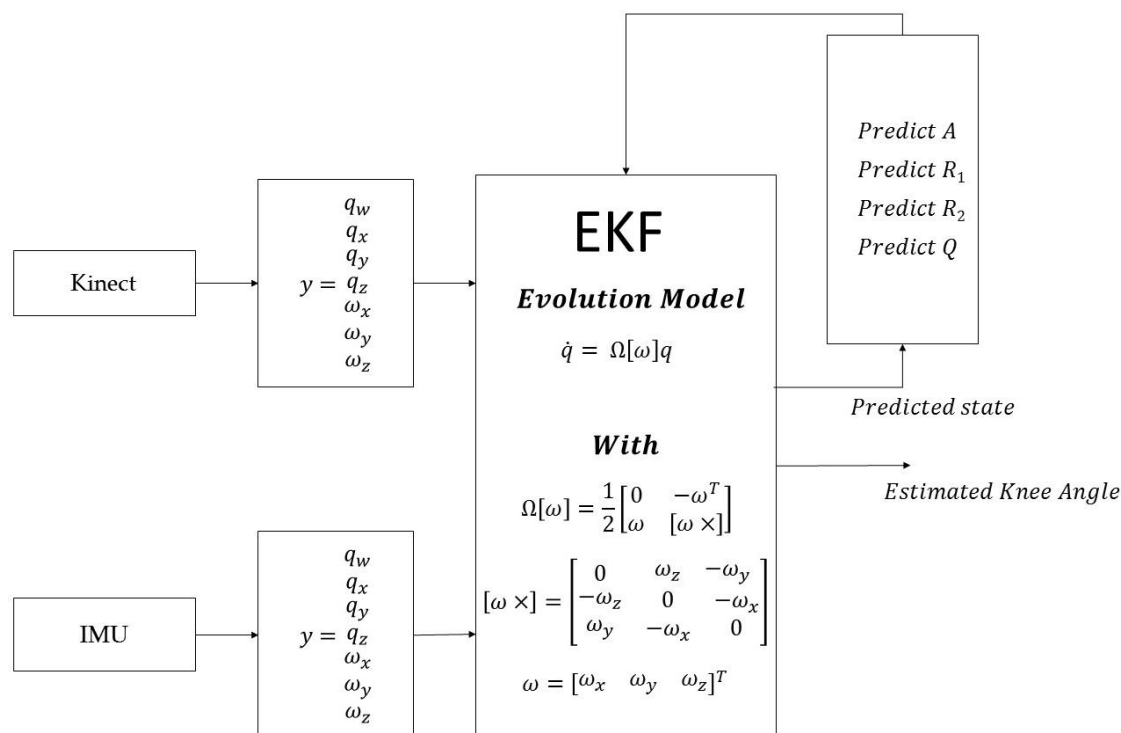 Kinect
y =
q_w
q_x
q_y
q_z
ω_x
ω_y
ω_z
IMU
y =
q_w
q_x
q_y
q_z
ω_x
ω_y
ω_z
EKF
Evolution Model
q̇ = Ω[ω]q
With
Ω[ω] = 1/2 [0 −ω^T
ω [ω ×]]
[ω ×] = [0 ω_z −ω_y
−ω_z 0 −ω_x
ω_y −ω_x 0]
ω = [ω_x ω_y ω_z]^T
Predict A
Predict R₁
Predict R₂
Predict Q
Predicted state
Estimated Knee Angle